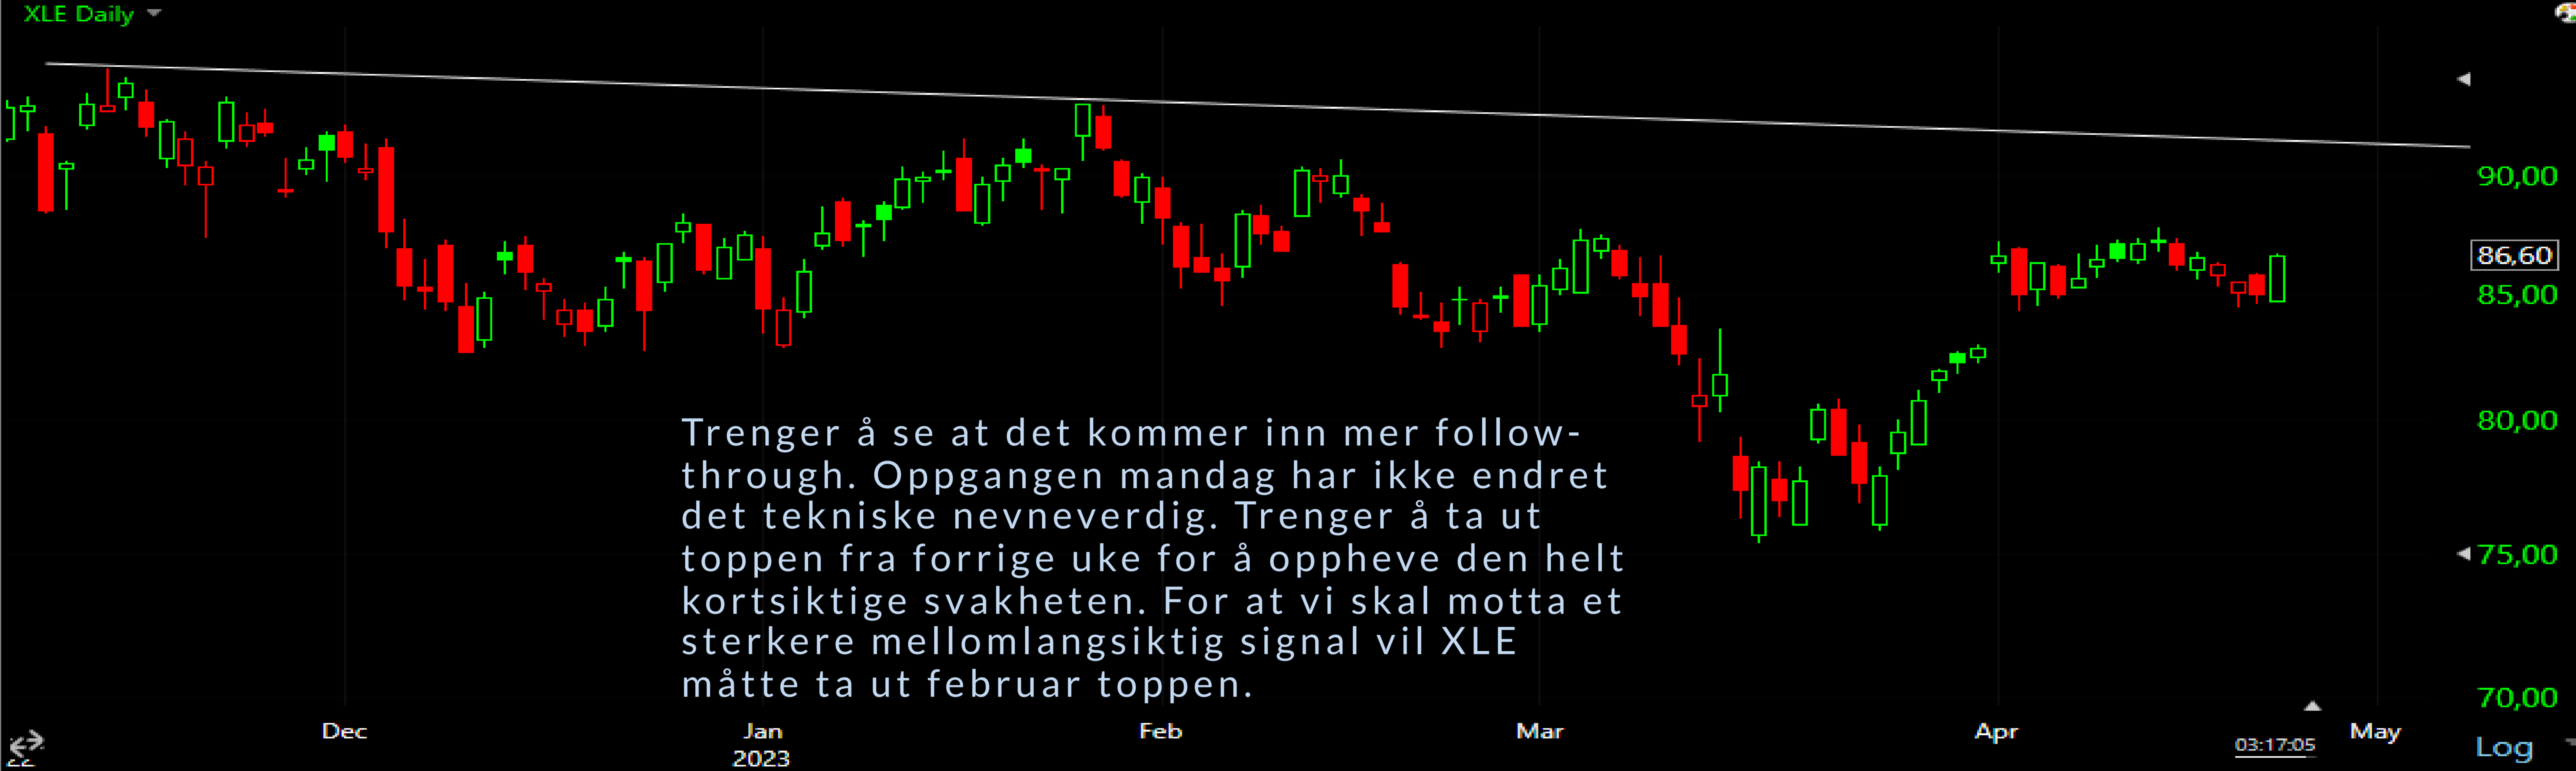 XLE Daily
90,00
86,60
85,00
80,00
Trenger å se at det kommer inn mer follow-
through. Oppgangen mandag har ikke endret
det tekniske nevneverdig. Trenger å ta ut
toppen fra forrige uke for å oppheve den helt
kortsiktige svakheten. For at vi skal motta et
sterkere mellomlangsiktig signal vil XLE
måtte ta ut februar toppen.
75,00
70,00
Dec Jan Feb Mar Apr May
2023
03:17:05
Log